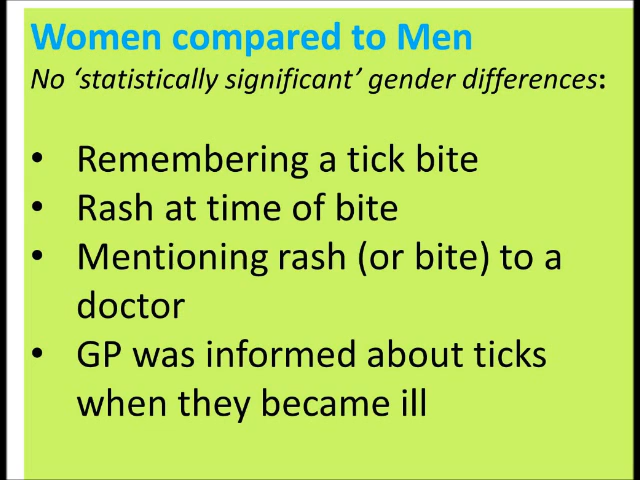 Women compared to Men
No ‘statistically significant’ gender differences:
• Remembering a tick bite
• Rash at time of bite
• Mentioning rash (or bite) to a
doctor
• GP was informed about ticks
when they became ill